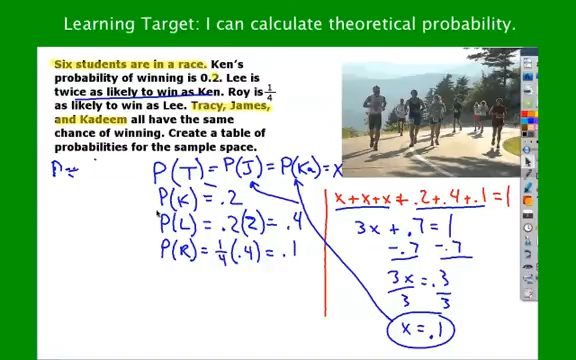 Learning Target: I can calculate theoretical probability.
Six students are in a race. Ken's
probability of winning is 0.2. Lee is
twice as likely to win as Ken. Roy is 1/4
as likely to win as Lee. Tracy, James,
and Kadeem all have the same
chance of winning. Create a table of
probabilities for the sample space.
P(T) = P(J) = P(Ka) = x
P(K) = .2
P(L) = .2(2) = .4
P(R) = 1/4(.4) = .1
x + x + x + .2 + .4 + .1 = 1
3x + .7 = 1
-.7 -.7
3x = .3
3 3
x = .1